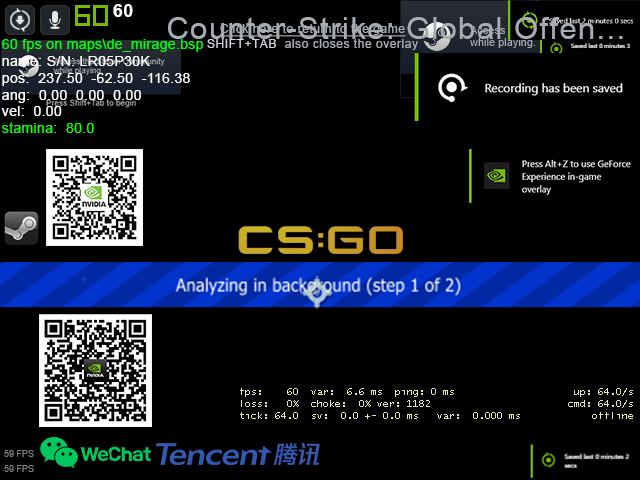 60 60
Counter-Strike: Global Offen...
click here to return to the game
Saved last 2 minutes 0 secs
60 fps on maps\de_mirage.bsp SHIFT+TAB also closes the overlay
Access
while playing.
Saved last 0 minutes 3
name: S/N LR05P30K
while playing.
pos: 237.50 -62.50 -116.38
ang: 0.00 0.00 0.00
Press Shift+Tab to begin
vel: 0.00
stamina: 80.0
Recording has been saved
Press Alt+Z to use GeForce
Experience in-game
overlay
NVIDIA
CS:GO
Analyzing in background (step 1 of 2)
NVIDIA
fps: 60 var: 6.6 ms ping: 0 ms up: 64.0/s
loss: 0% choke: 0% ver: 1182 cmd: 64.0/s
tick: 64.0 sv: 0.0 +- 0.0 ms var: 0.000 ms offline
59 FPS
59 FPS
WeChat Tencent 腾讯
Saved last 0 minutes 2
secs